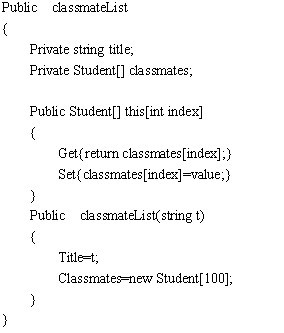 Public    classmateList
{
Private string title;
Private Student[] classmates;
Public Student[] this[int index]
{
Get{return classmates[index];}
Set{classmates[index]=value;}
}
Public    classmateList(string t)
{
Title=t;
Classmates=new Student[100];
}
}